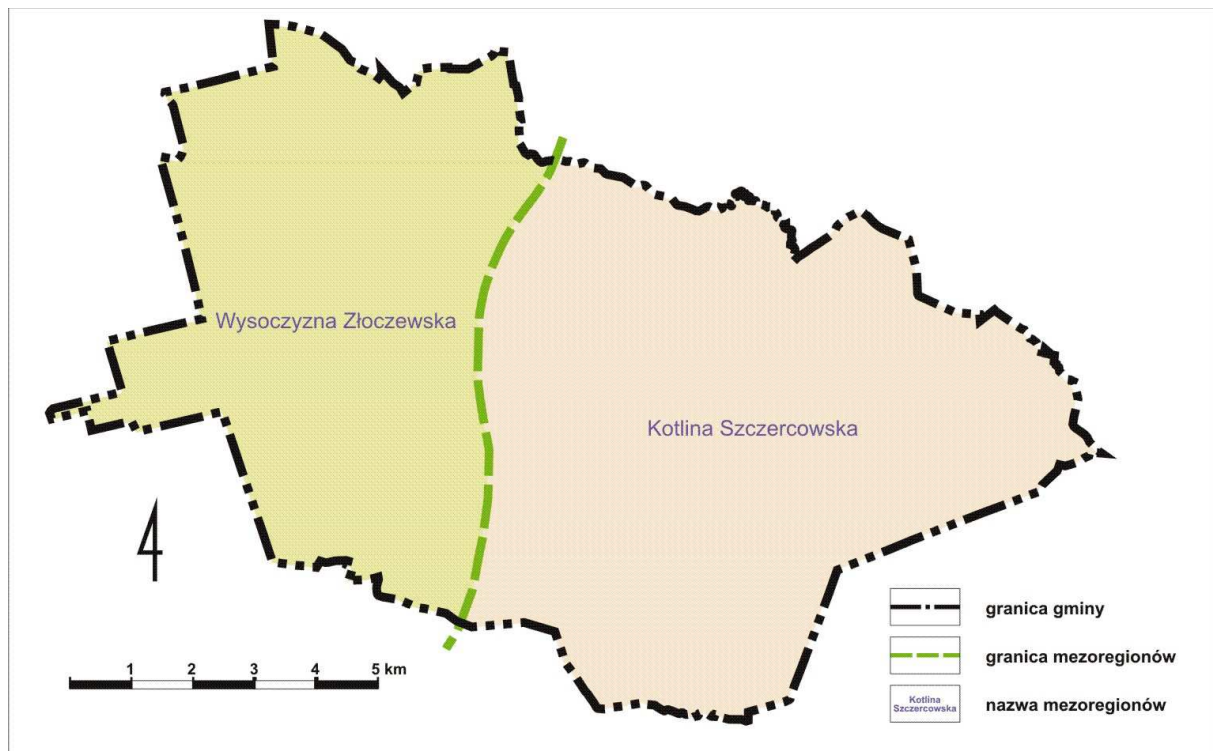 Wysoczyzna Złoczewska
Kotlina Szczercowska
1 2 3 4 5 km
granica gminy
granica mezoregionów
Kotlina
Szczercowska
nazwa mezoregionów